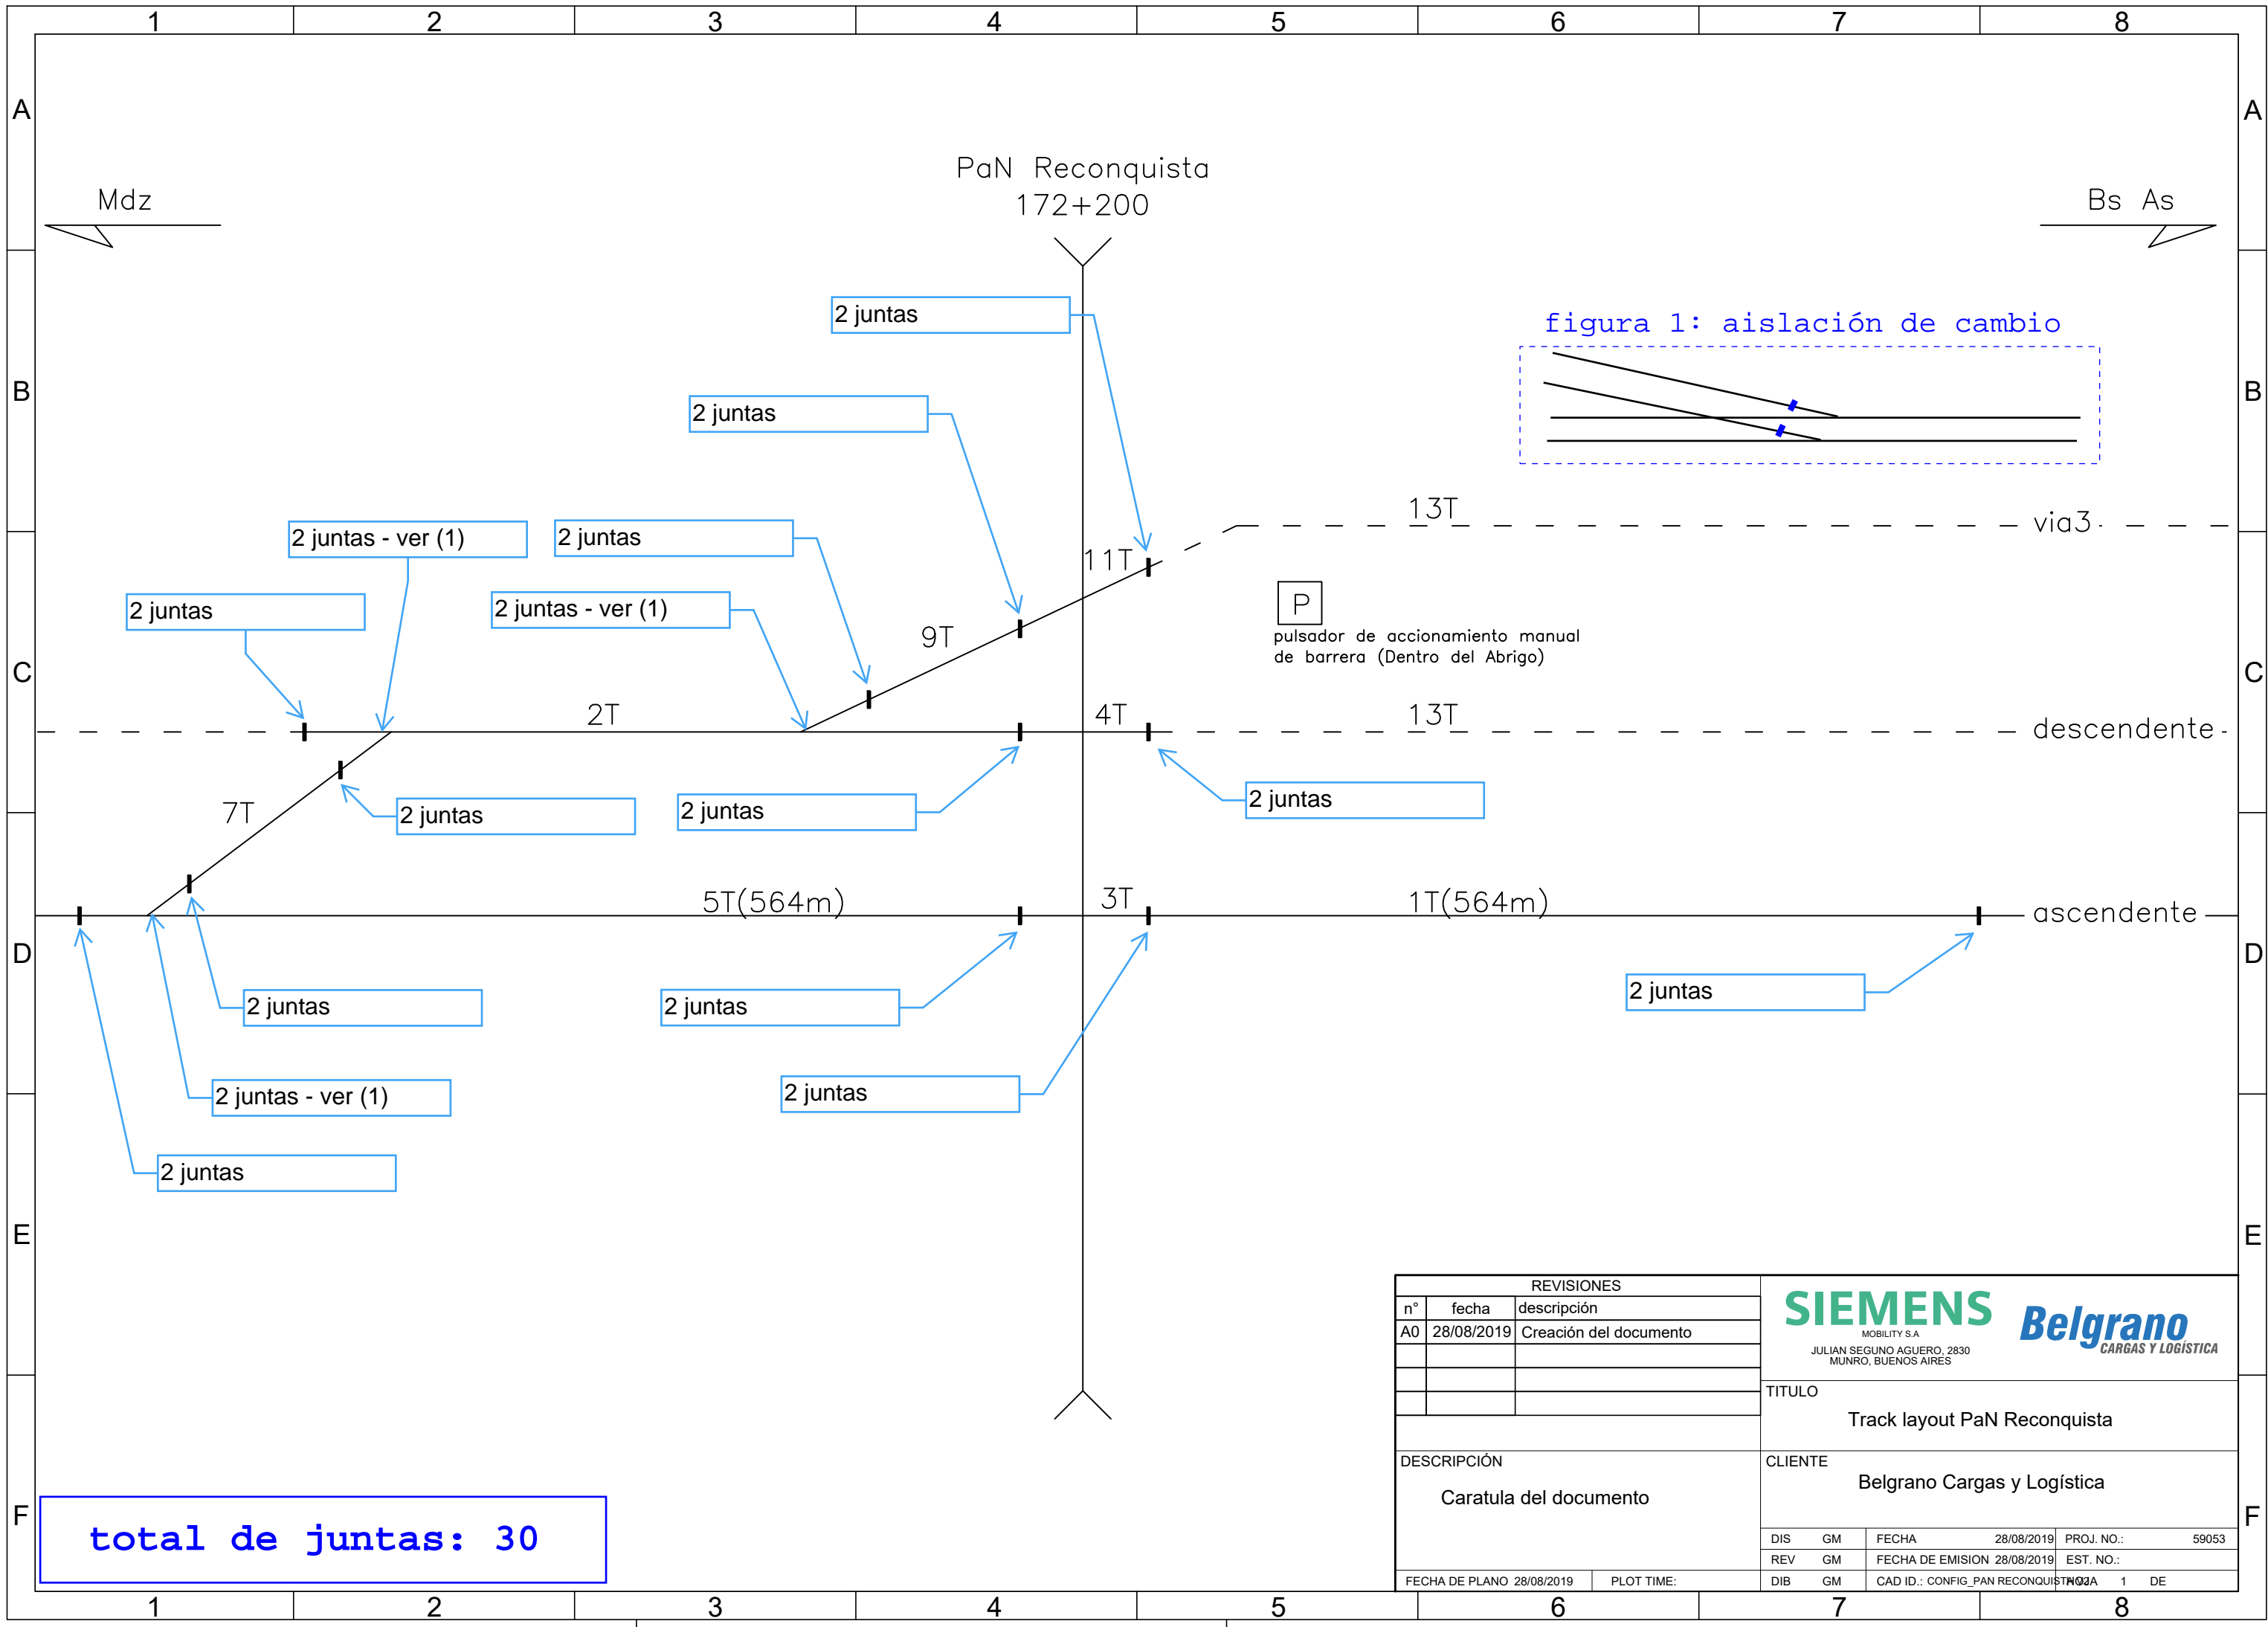 1 2 3 4 5 6 7 8
A A
PaN Reconquista
172+200
Mdz
Bs As
2 juntas
figura 1: aislación de cambio
B B
2 juntas
13T
via3
2 juntas - ver (1)
2 juntas
11T
2 juntas
2 juntas - ver (1)
P
pulsador de accionamiento manual
de barrera (Dentro del Abrigo)
9T
C C
2T
4T
13T
descendente
7T
2 juntas
2 juntas
2 juntas
5T(564m)
3T
1T(564m)
ascendente
D D
2 juntas
2 juntas
2 juntas
2 juntas - ver (1)
2 juntas
2 juntas
E E
REVISIONES
n° fecha descripción
A0 28/08/2019 Creación del documento
SIEMENS
MOBILITY S.A
JULIAN SEGUNO AGUERO, 2830
MUNRO, BUENOS AIRES
Belgrano
CARGAS Y LOGÍSTICA
TITULO
Track layout PaN Reconquista
DESCRIPCIÓN
Caratula del documento
CLIENTE
Belgrano Cargas y Logística
F F
total de juntas: 30
DIS GM FECHA 28/08/2019 PROJ. NO.: 59053
REV GM FECHA DE EMISION 28/08/2019 EST. NO.:
FECHA DE PLANO 28/08/2019 PLOT TIME: DIB GM CAD ID.: CONFIG_PAN HOJA 1 DE
1 2 3 4 5 6 7 8